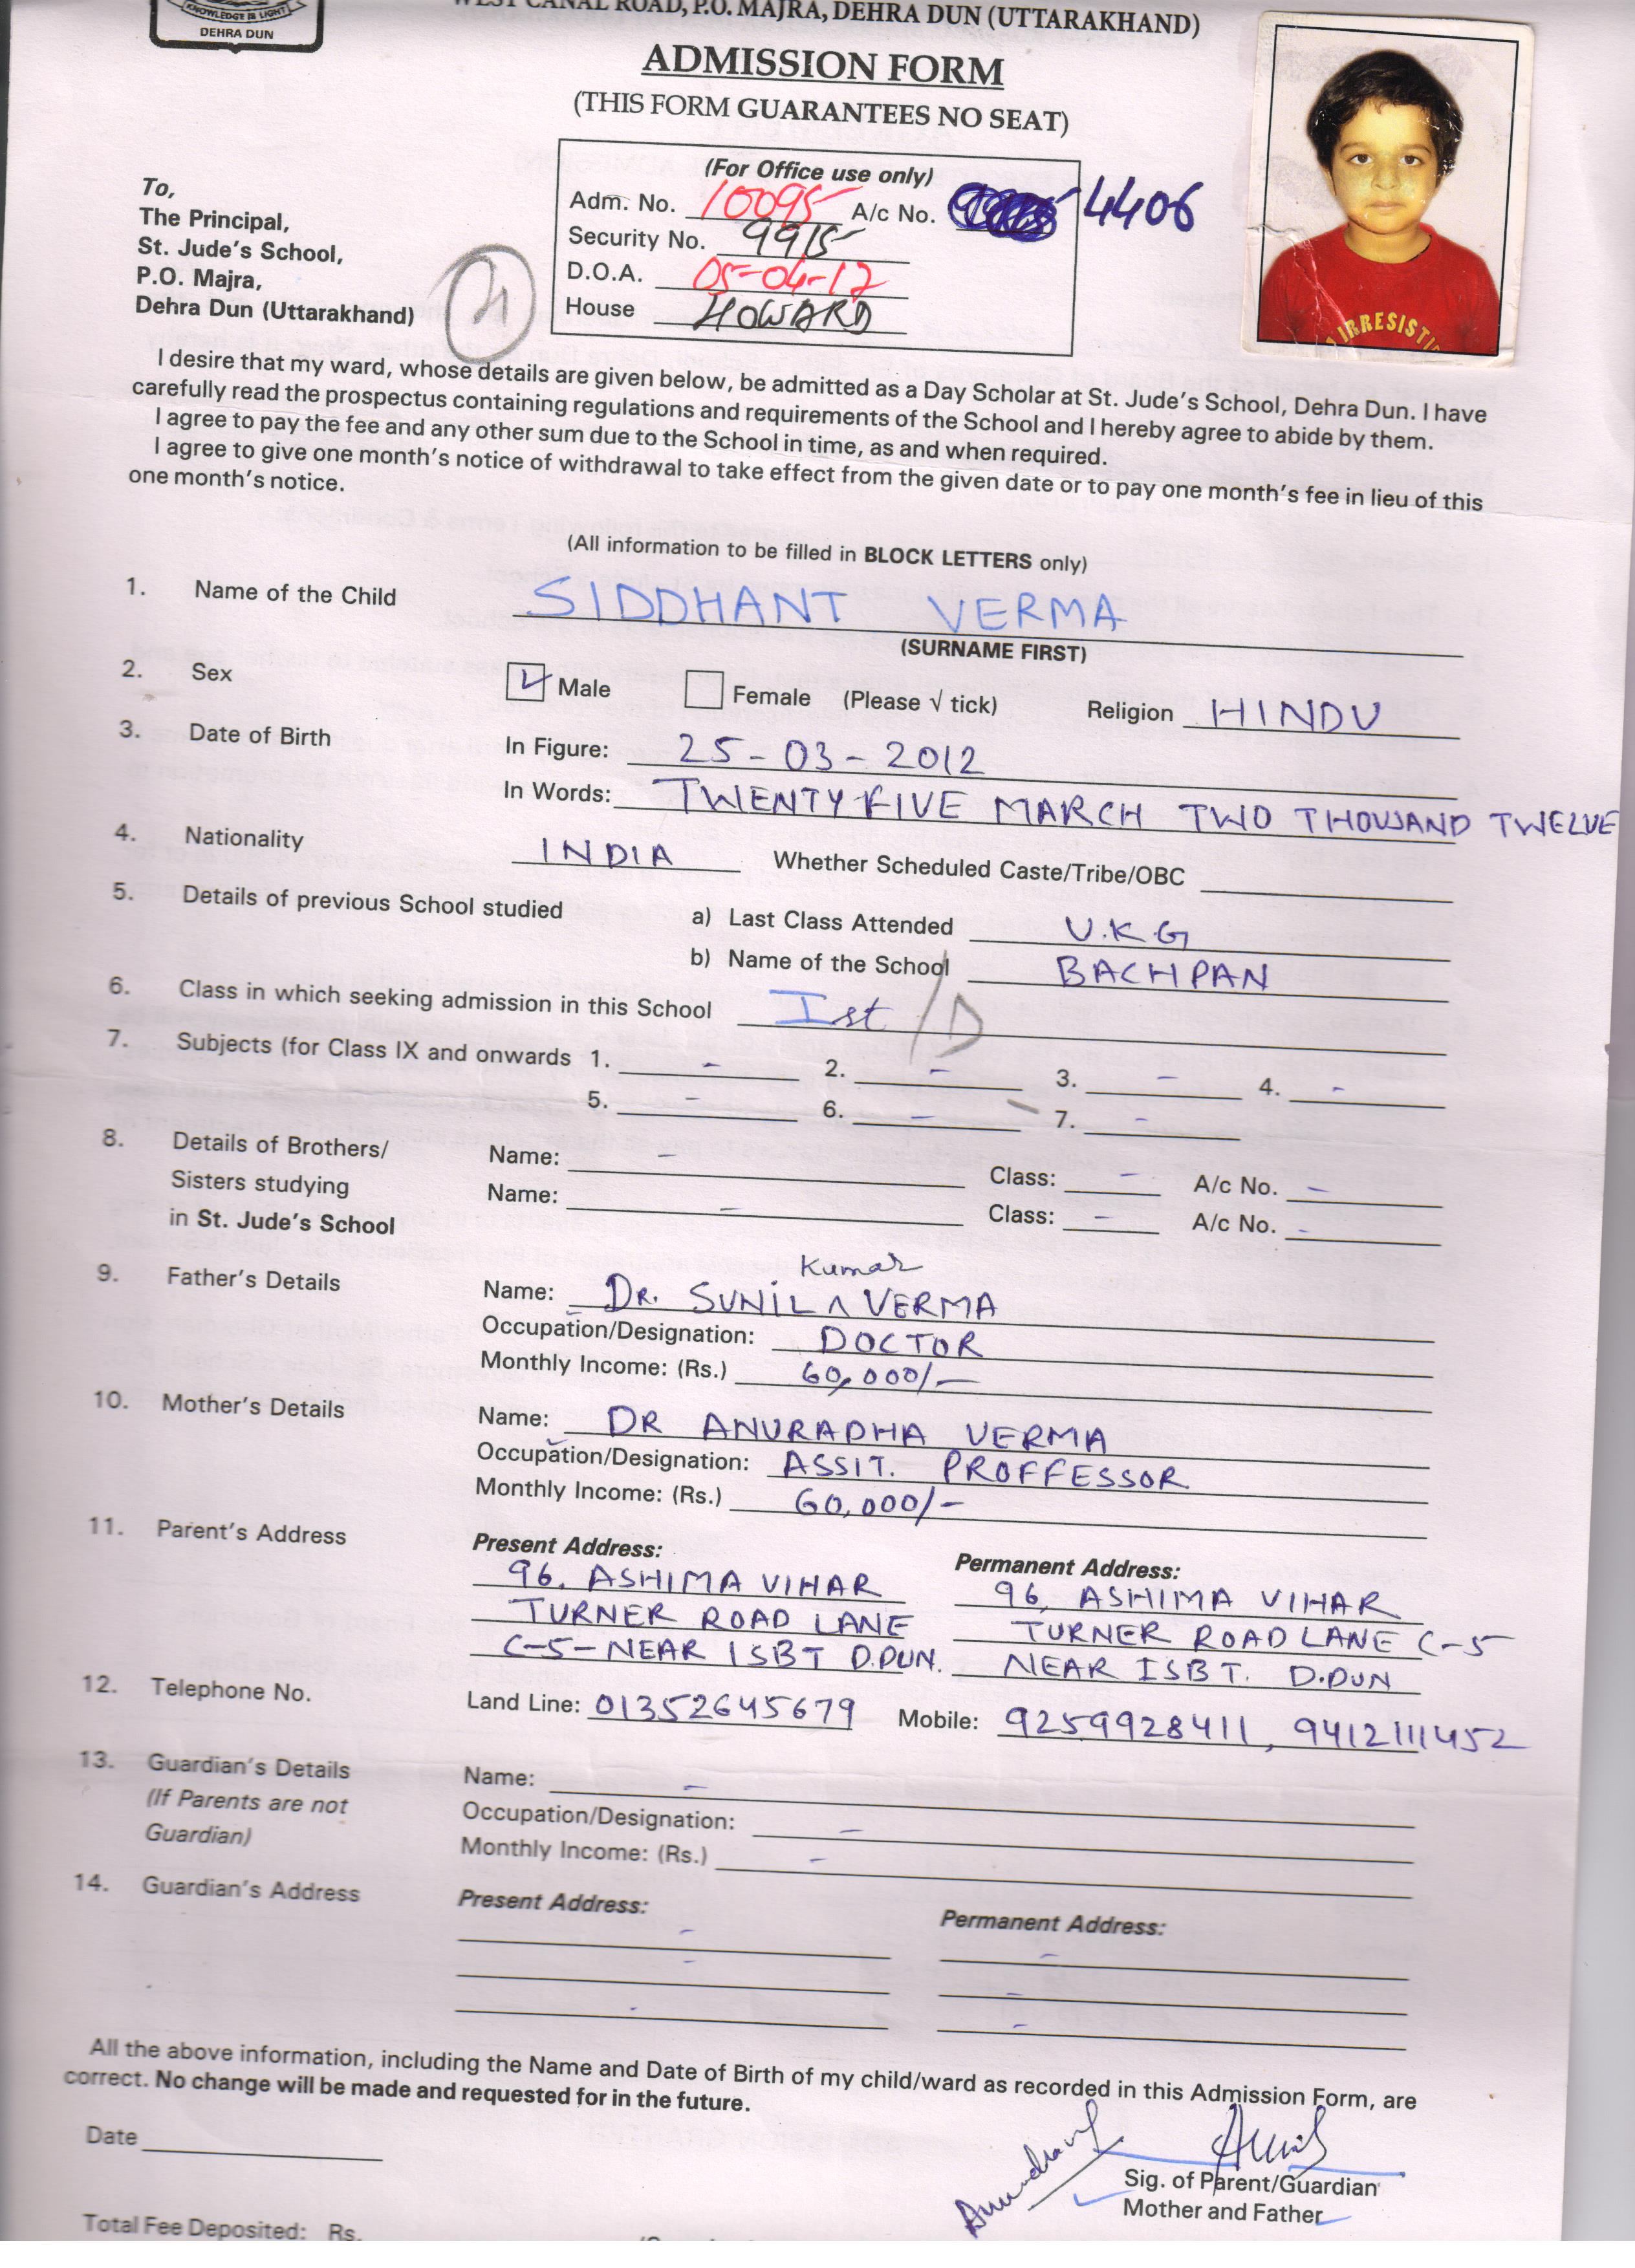 KNOWLEDGE IS LIGHT
DEHRA DUN
WEST CANAL ROAD, P.O. MAJRA, DEHRA DUN (UTTARAKHAND)
ADMISSION FORM
(THIS FORM GUARANTEES NO SEAT)
(For Office use only)
Adm. No. 10095 A/c No. 4406
Security No. 9915
D.O.A. 05-04-17
House HOWARD
To,
The Principal,
St. Jude's School,
P.O. Majra,
Dehra Dun (Uttarakhand)
IRRESISTI
I desire that my ward, whose details are given below, be admitted as a Day Scholar at St. Jude's School, Dehra Dun. I have
carefully read the prospectus containing regulations and requirements of the School and I hereby agree to abide by them.
I agree to pay the fee and any other sum due to the School in time, as and when required.
I agree to give one month's notice of withdrawal to take effect from the given date or to pay one month's fee in lieu of this
one month's notice.
(All information to be filled in BLOCK LETTERS only)
1. Name of the Child SIDDHANT VERMA
(SURNAME FIRST)
2. Sex Male Female (Please √ tick) Religion HINDU
3. Date of Birth In Figure: 25-03-2012
In Words: TWENTY FIVE MARCH TWO THOUSAND TWELVE
4. Nationality INDIA Whether Scheduled Caste/Tribe/OBC
5. Details of previous School studied a) Last Class Attended U.K.G
b) Name of the School BACHPAN
6. Class in which seeking admission in this School Ist /D
7. Subjects (for Class IX and onwards 1. - 2. - 3. - 4. -
5. - 6. - 7. -
8. Details of Brothers/ Name: - Class: - A/c No. -
Sisters studying Name: - Class: - A/c No. -
in St. Jude's School
Kumar
9. Father's Details Name: DR. SUNIL ^ VERMA
Occupation/Designation: DOCTOR
Monthly Income: (Rs.) 60,000/-
10. Mother's Details Name: DR ANURADHA VERMA
Occupation/Designation: ASSIT. PROFFESSOR
Monthly Income: (Rs.) 60,000/-
11. Parent's Address Present Address: Permanent Address:
96, ASHIMA VIHAR 96, ASHIMA VIHAR
TURNER ROAD LANE TURNER ROAD LANE C-5
C-5-NEAR ISBT D.DUN. NEAR ISBT. D.DUN
12. Telephone No. Land Line: 01352645679 Mobile: 9259928411, 9412111452
13. Guardian's Details Name: -
(If Parents are not Occupation/Designation: -
Guardian) Monthly Income: (Rs.) -
14. Guardian's Address Present Address: - Permanent Address: -
All the above information, including the Name and Date of Birth of my child/ward as recorded in this Admission Form, are
correct. No change will be made and requested for in the future.
Date
Sig. of Parent/Guardian
Mother and Father
Total Fee Deposited: Rs.